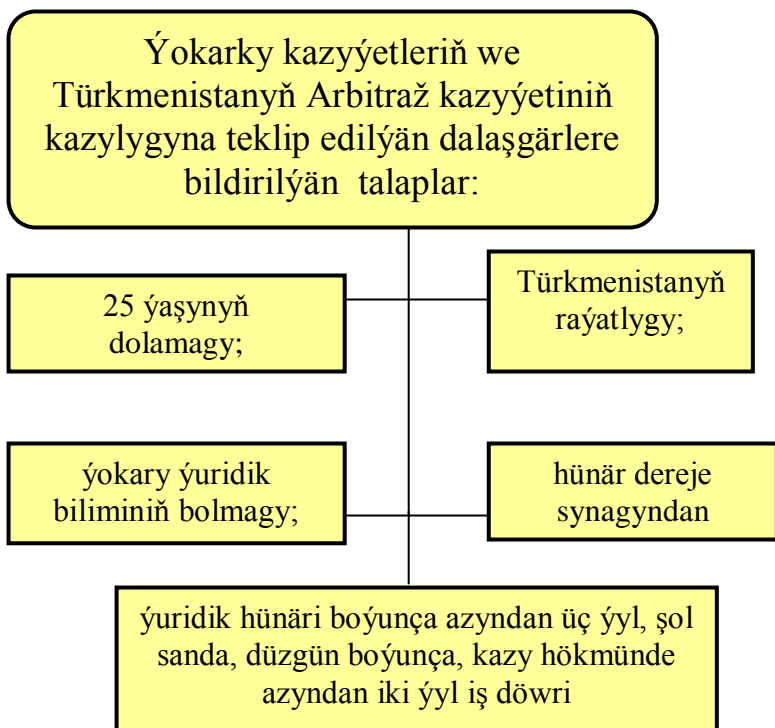 Ýokarky kazyýetleriň we
Türkmenistanyň Arbitraž kazyýetiniň
kazylygyna teklip edilýän dalaşgärlere
bildirilýän talaplar:
25 ýaşynyň
dolamagy;
Türkmenistanyň
raýatlygy;
ýokary ýuridik
biliminiň bolmagy;
hünär dereje
synagyndan
ýuridik hünäri boýunça azyndan üç ýyl, şol
sanda, düzgün boýunça, kazy hökmünde
azyndan iki ýyl iş döwri